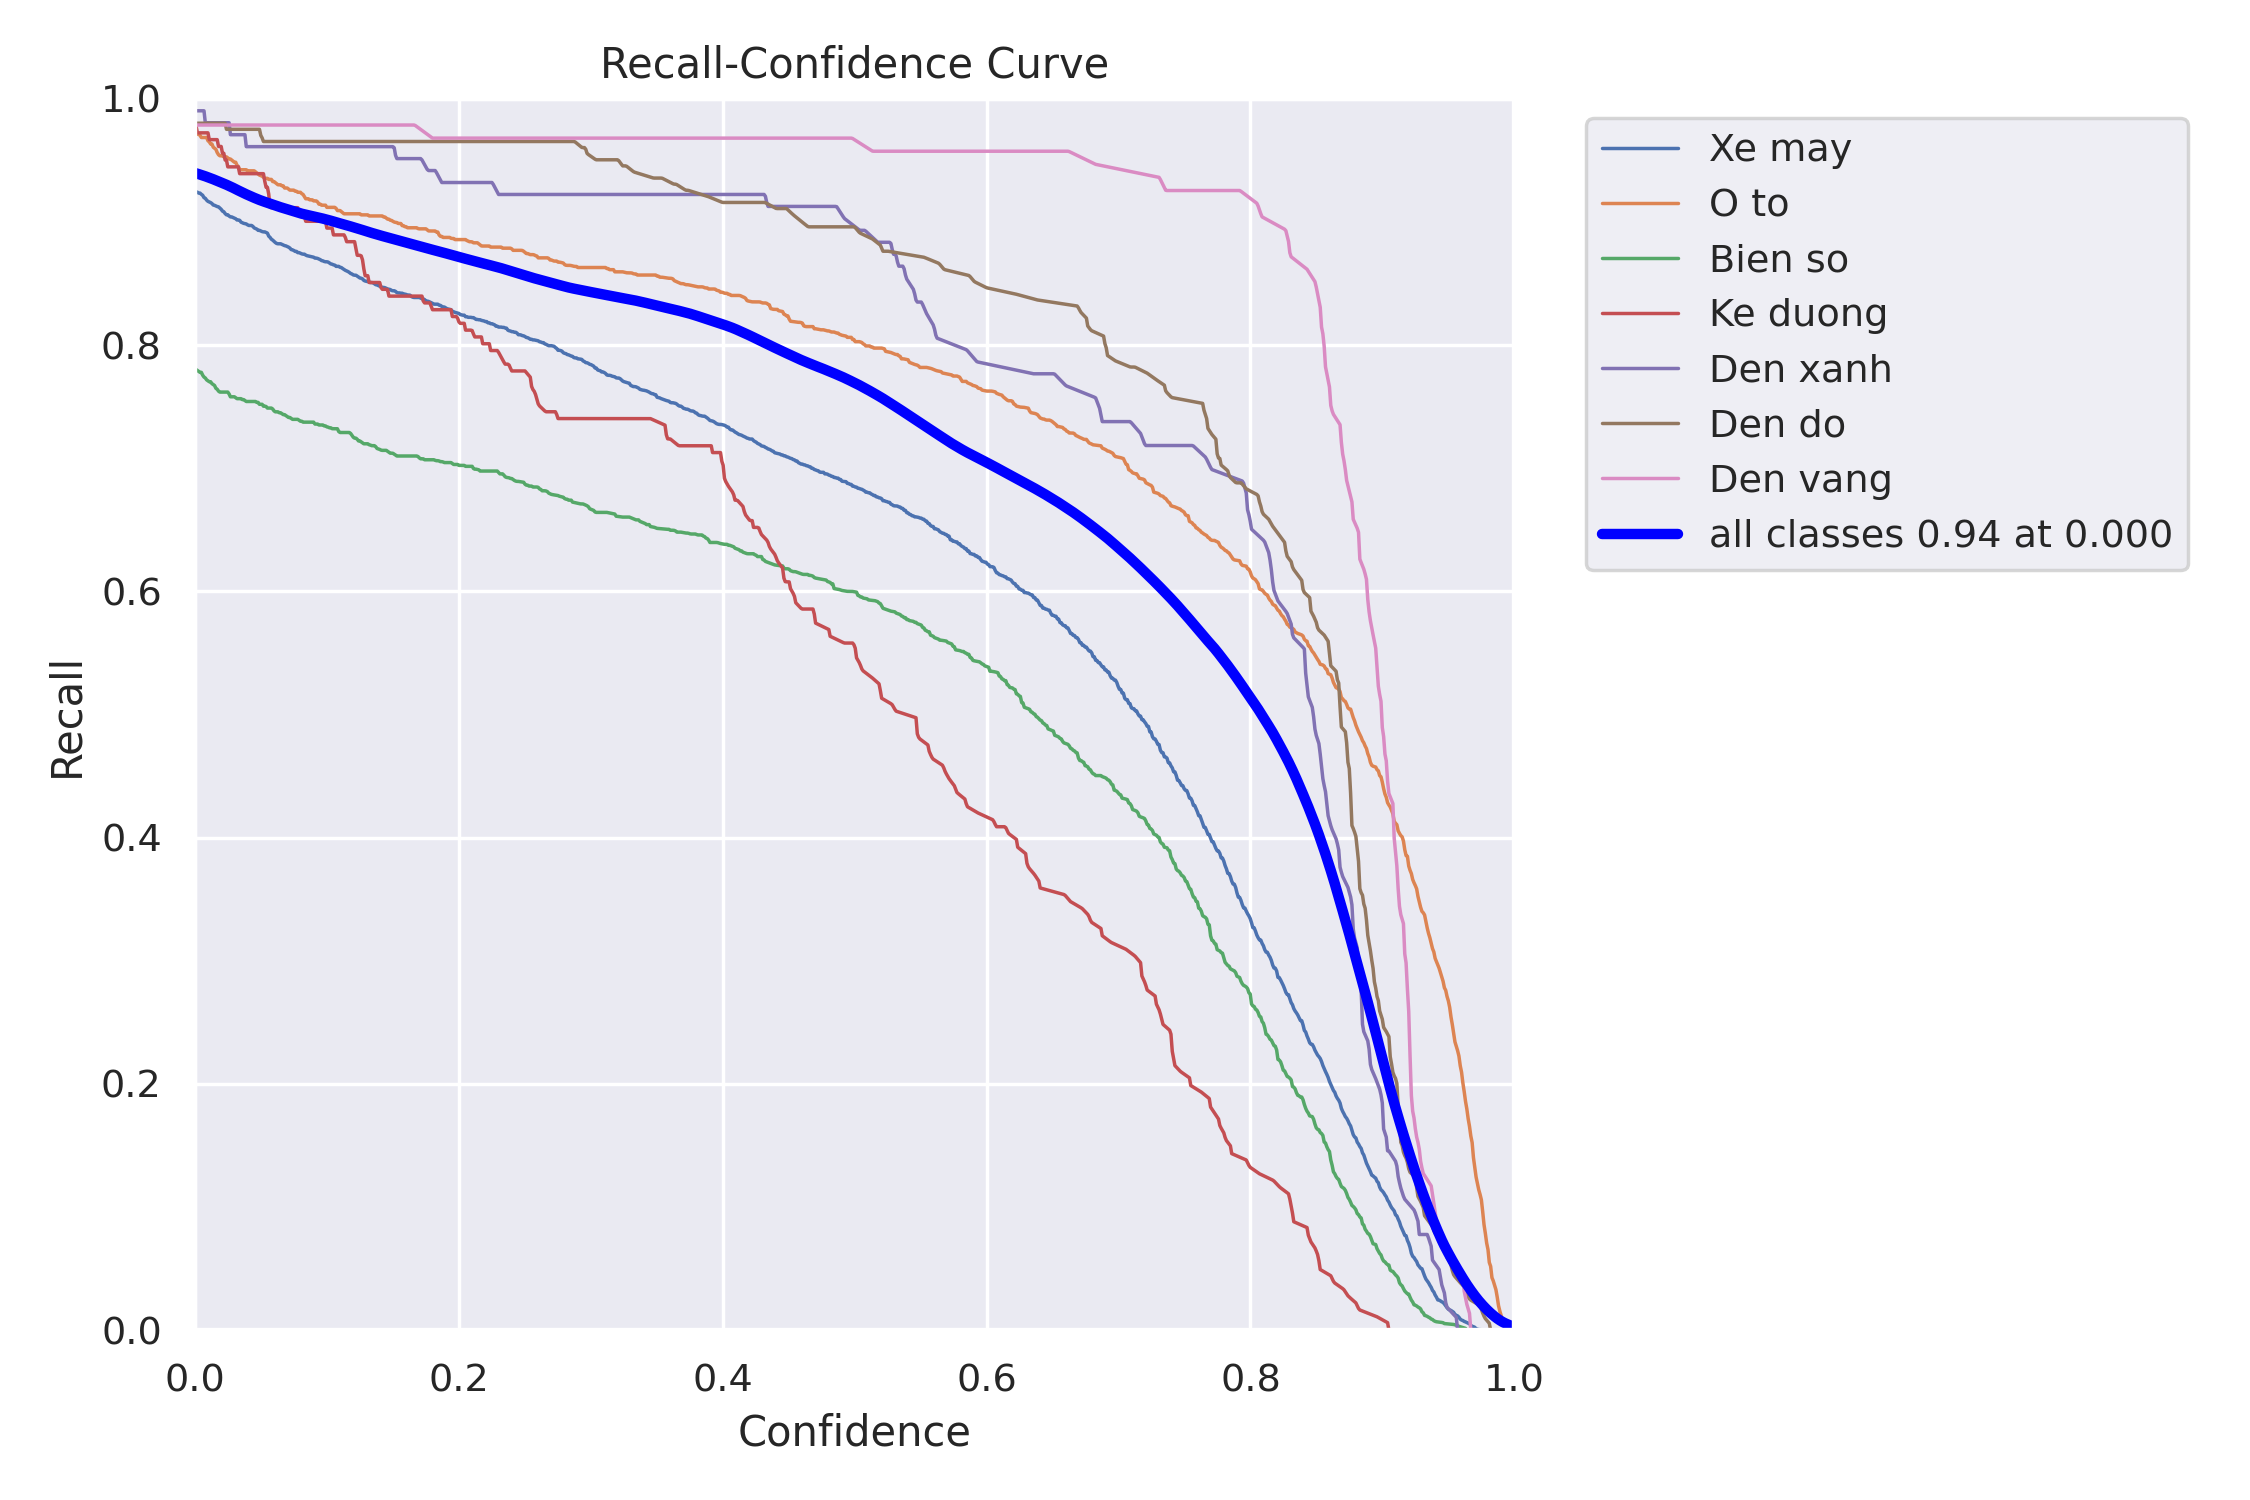 Recall-Confidence Curve
1.0
0.8
0.6
0.4
0.2
0.0
Recall
0.0 0.2 0.4 0.6 0.8 1.0
Confidence
Xe may
O to
Bien so
Ke duong
Den xanh
Den do
Den vang
all classes 0.94 at 0.000